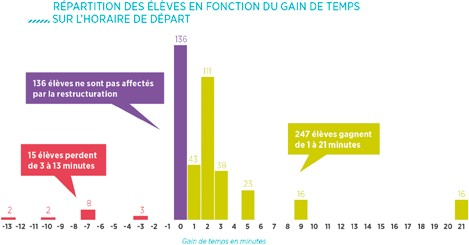 RÉPARTITION DES ÉLÈVES EN FONCTION DU GAIN DE TEMPS
SUR L'HORAIRE DE DÉPART
136
136 élèves ne sont pas affectés
par la restructuration
111
247 élèves gagnent
de 1 à 21 minutes
15 élèves perdent
de 3 à 13 minutes
43
38
23
16
16
2
2
8
3
-13 -12 -11 -10 -9 -8 -7 -6 -5 -4 -3 -2 -1 0 1 2 3 4 5 6 7 8 9 10 11 12 13 14 15 16 17 18 19 20 21
Gain de temps en minutes